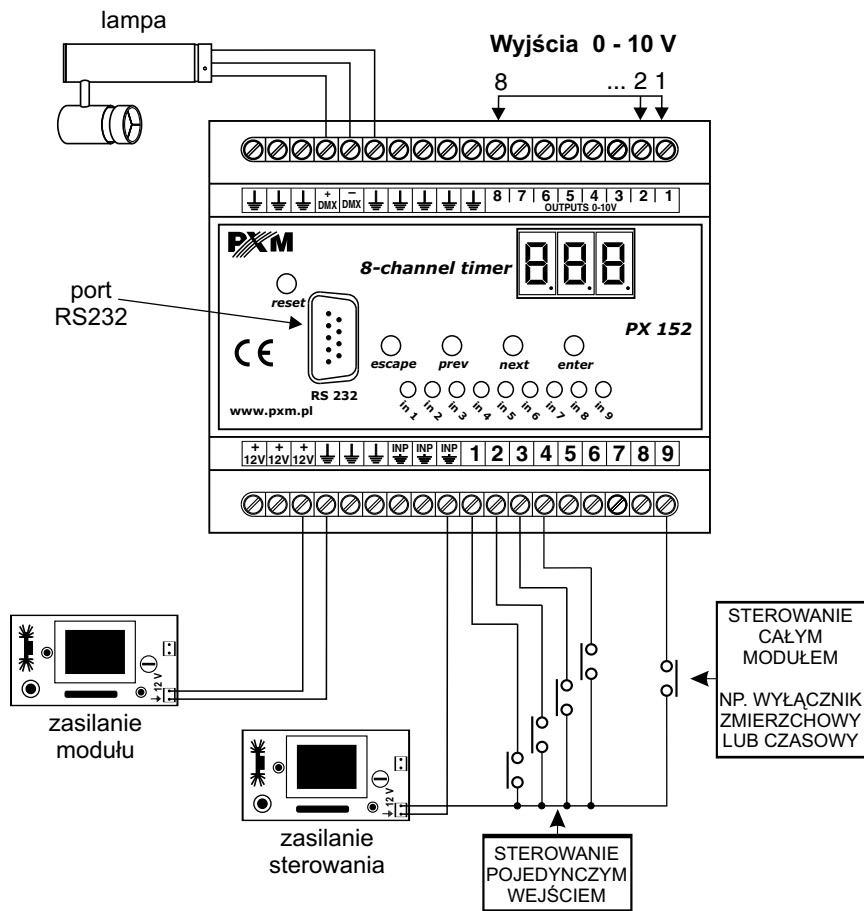 lampa
Wyjścia 0 - 10 V
8 ... 2 1
+ DMX - DMX 8 7 6 5 4 3 2 1
OUTPUTS 0-10V
PXM
8-channel timer
8.8.8.
reset
port
RS232
PX 152
CE
escape prev next enter
RS 232
in 1 in 2 in 3 in 4 in 5 in 6 in 7 in 8 in 9
www.pxm.pl
+ 12V + 12V + 12V INP INP INP 1 2 3 4 5 6 7 8 9
12 V
zasilanie
modułu
12 V
zasilanie
sterowania
STEROWANIE
POJEDYNCZYM
WEJŚCIEM
STEROWANIE
CAŁYM
MODUŁEM
NP. WYŁĄCZNIK
ZMIERZCHOWY
LUB CZASOWY